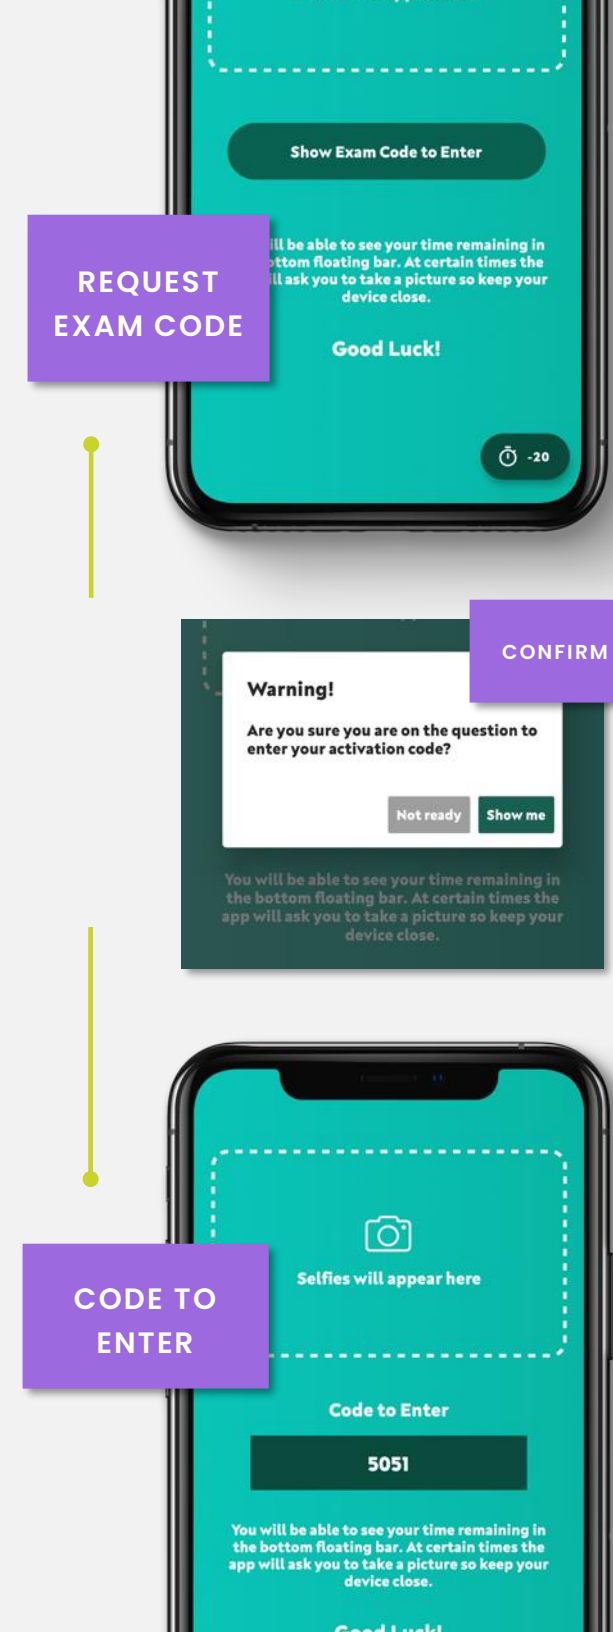 Show Exam Code to Enter
REQUEST
EXAM CODE
ill be able to see your time remaining in
ottom floating bar. At certain times the
ill ask you to take a picture so keep your
device close.
Good Luck!
-20
CONFIRM
Warning!
Are you sure you are on the question to
enter your activation code?
Not ready
Show me
You will be able to see your time remaining in
the bottom floating bar. At certain times the
app will ask you to take a picture so keep your
device close.
Selfies will appear here
CODE TO
ENTER
Code to Enter
5051
You will be able to see your time remaining in
the bottom floating bar. At certain times the
app will ask you to take a picture so keep your
device close.
Good Luck!